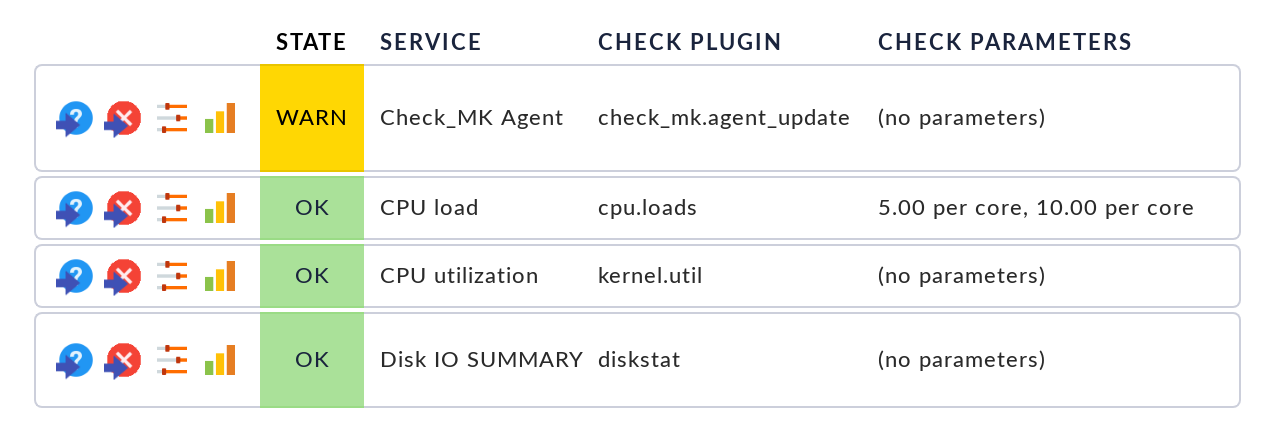 STATE SERVICE CHECK PLUGIN CHECK PARAMETERS
WARN Check_MK Agent check_mk.agent_update (no parameters)
OK CPU load cpu.loads 5.00 per core, 10.00 per core
OK CPU utilization kernel.util (no parameters)
OK Disk IO SUMMARY diskstat (no parameters)